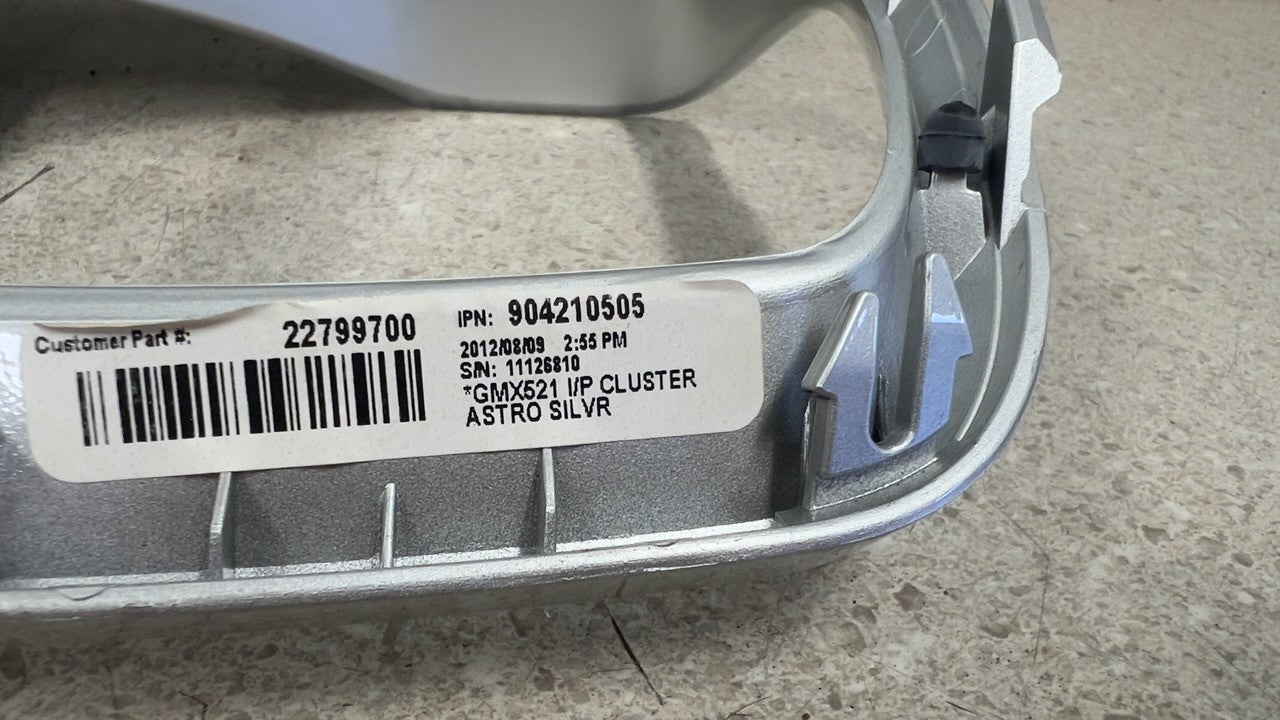 Customer Part #: 22799700
IPN: 904210505
2012/08/09 2:55 PM
S/N: 11126810
*GMX521 I/P CLUSTER
ASTRO SILVR